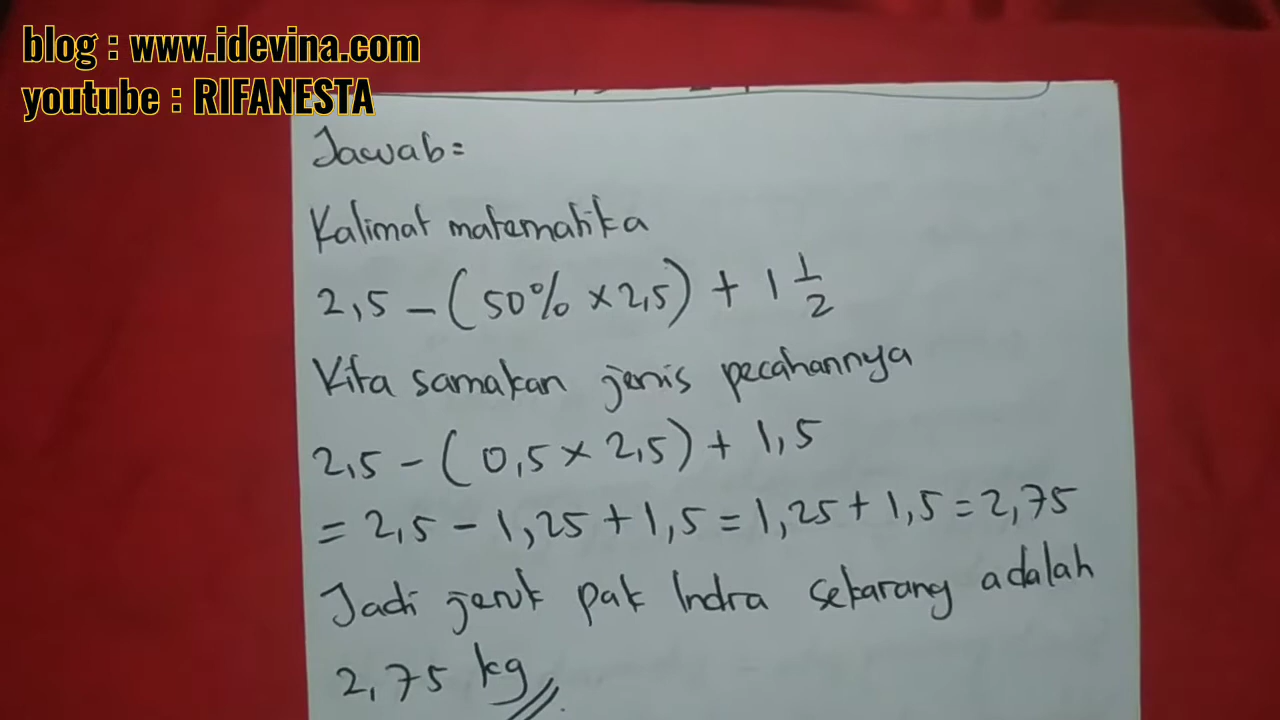 blog : www.idevina.com
youtube : RIFANESTA
Jawab =
Kalimat matematika
2,5 – (50% × 2,5) + 1 1/2
Kita samakan jenis pecahannya
2,5 – (0,5 × 2,5) + 1,5
= 2,5 – 1,25 + 1,5 = 1,25 + 1,5 = 2,75
Jadi jeruk pak Indra sekarang adalah
2,75 kg